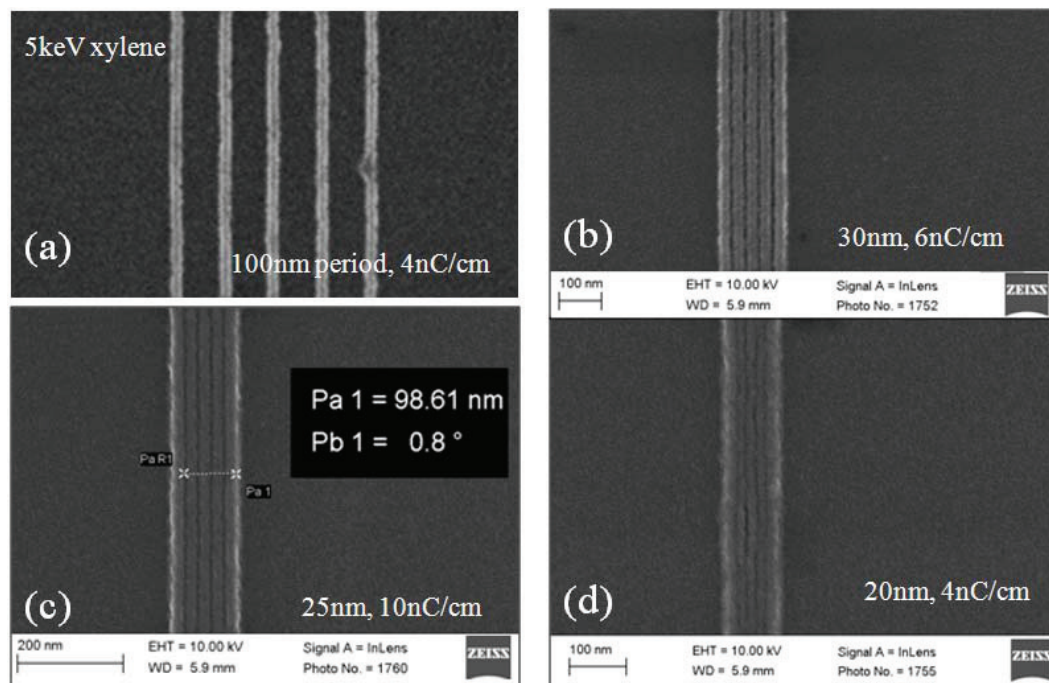 5keV xylene
(a)
100nm period, 4nC/cm
(b)
30nm, 6nC/cm
100 nm
EHT = 10.00 kV
WD = 5.9 mm
Signal A = InLens
Photo No. = 1752
ZEISS
Pa 1 = 98.61 nm
Pb 1 = 0.8 °
Pa R1
Pa 1
(c)
25nm, 10nC/cm
200 nm
EHT = 10.00 kV
WD = 5.9 mm
Signal A = InLens
Photo No. = 1760
ZEISS
(d)
20nm, 4nC/cm
100 nm
EHT = 10.00 kV
WD = 5.9 mm
Signal A = InLens
Photo No. = 1755
ZEISS